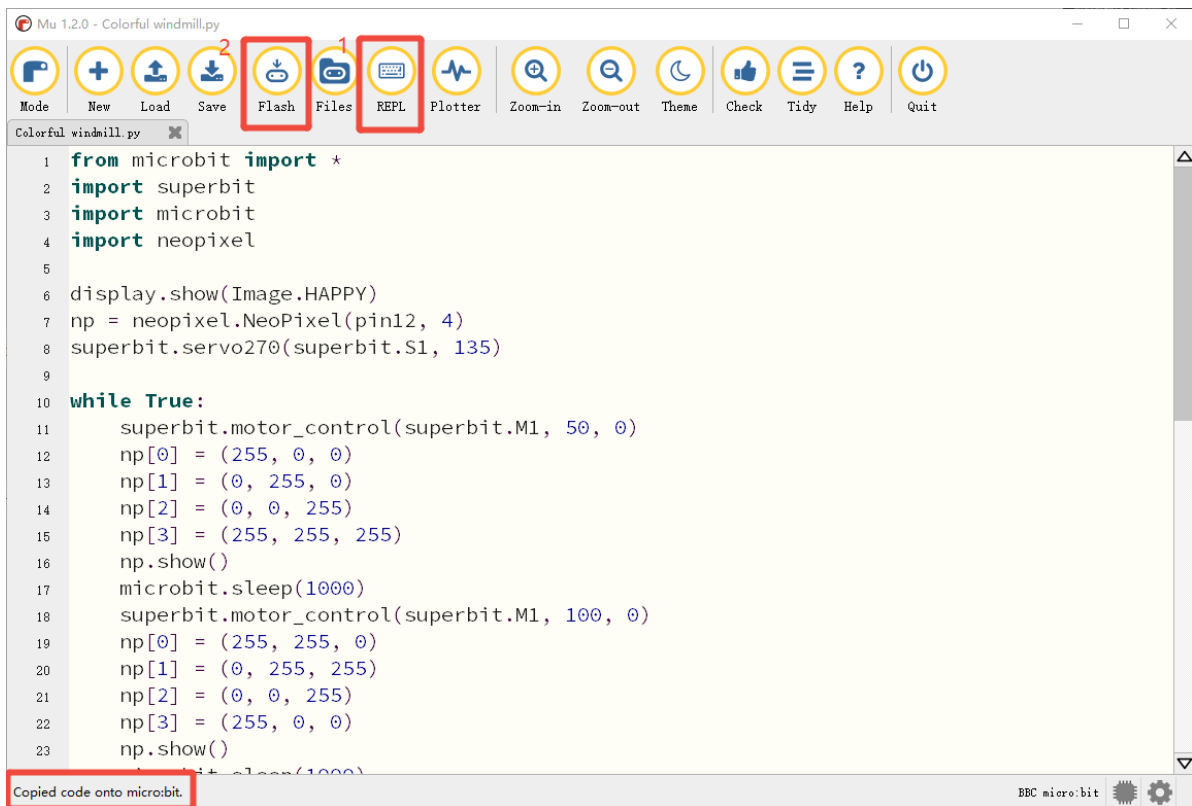 Mu 1.2.0 - Colorful windmill.py
2 1
Mode New Load Save Flash Files REPL Plotter Zoom-in Zoom-out Theme Check Tidy Help Quit
Colorful windmill.py
1 from microbit import *
2 import superbit
3 import microbit
4 import neopixel
5
6 display.show(Image.HAPPY)
7 np = neopixel.NeoPixel(pin12, 4)
8 superbit.servo270(superbit.S1, 135)
9
10 while True:
11 superbit.motor_control(superbit.M1, 50, 0)
12 np[0] = (255, 0, 0)
13 np[1] = (0, 255, 0)
14 np[2] = (0, 0, 255)
15 np[3] = (255, 255, 255)
16 np.show()
17 microbit.sleep(1000)
18 superbit.motor_control(superbit.M1, 100, 0)
19 np[0] = (255, 255, 0)
20 np[1] = (0, 255, 255)
21 np[2] = (0, 0, 255)
22 np[3] = (255, 0, 0)
23 np.show()
Copied code onto micro:bit. BBC micro:bit